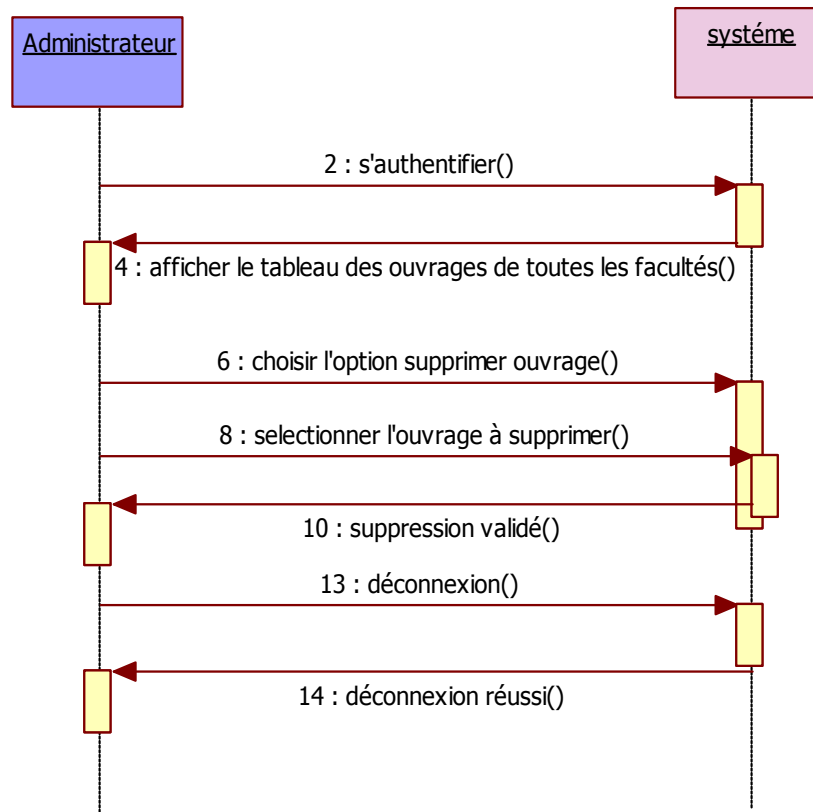 Administrateur
systéme
2 : s'authentifier()
4 : afficher le tableau des ouvrages de toutes les facultés()
6 : choisir l'option supprimer ouvrage()
8 : selectionner l'ouvrage à supprimer()
10 : suppression validé()
13 : déconnexion()
14 : déconnexion réussi()